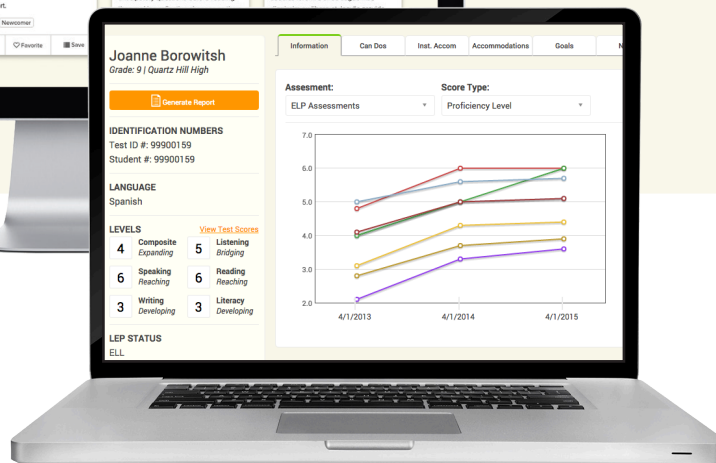 rt.
Newcomer
Favorite
Save
Joanne Borowitsh
Grade: 9 | Quartz Hill High
Generate Report
IDENTIFICATION NUMBERS
Test ID #: 99900159
Student #: 99900159
LANGUAGE
Spanish
LEVELS View Test Scores
4 Composite Expanding
5 Listening Bridging
6 Speaking Reaching
6 Reading Reaching
3 Writing Developing
3 Literacy Developing
LEP STATUS
ELL
Information Can Dos Inst. Accom Accommodations Goals N
Assesment: Score Type:
ELP Assessments Proficiency Level
7.0
6.0
5.0
4.0
3.0
2.0
4/1/2013 4/1/2014 4/1/2015